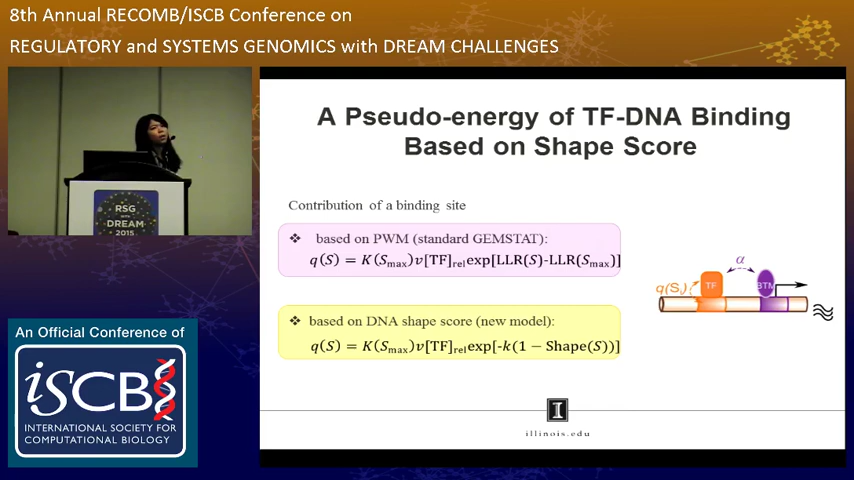 8th Annual RECOMB/ISCB Conference on
REGULATORY and SYSTEMS GENOMICS with DREAM CHALLENGES
RSG
with
DREAM
2015
A Pseudo-energy of TF-DNA Binding
Based on Shape Score
Contribution of a binding site
❖ based on PWM (standard GEMSTAT):
q(S) = K(Smax)ν[TF]relexp[LLR(S)-LLR(Smax)]
❖ based on DNA shape score (new model):
q(S) = K(Smax)ν[TF]relexp[-k(1 − Shape(S))]
α
q(Si)
TF
BTM
I
illinois.edu
An Official Conference of
iSCB
INTERNATIONAL SOCIETY FOR
COMPUTATIONAL BIOLOGY